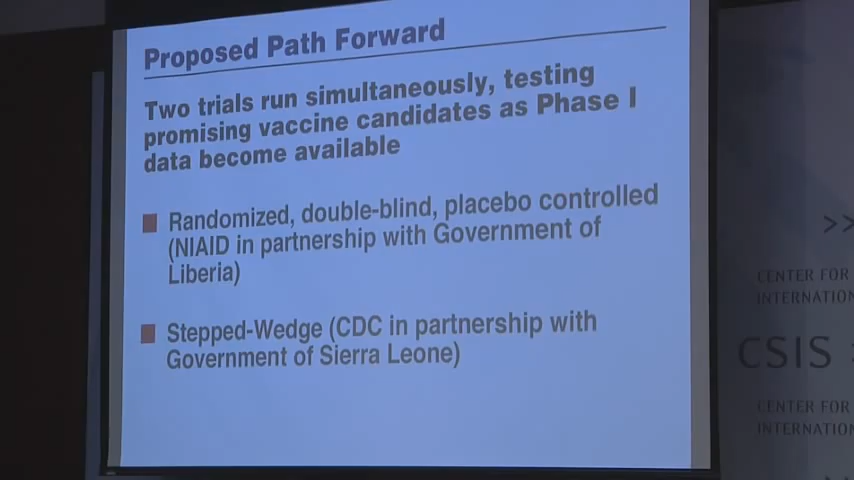 Proposed Path Forward
Two trials run simultaneously, testing
promising vaccine candidates as Phase I
data become available
Randomized, double-blind, placebo controlled
(NIAID in partnership with Government of
Liberia)
Stepped-Wedge (CDC in partnership with
Government of Sierra Leone)
>>
CENTER FOR
INTERNATION
CSIS
CENTER FOR
INTERNATION